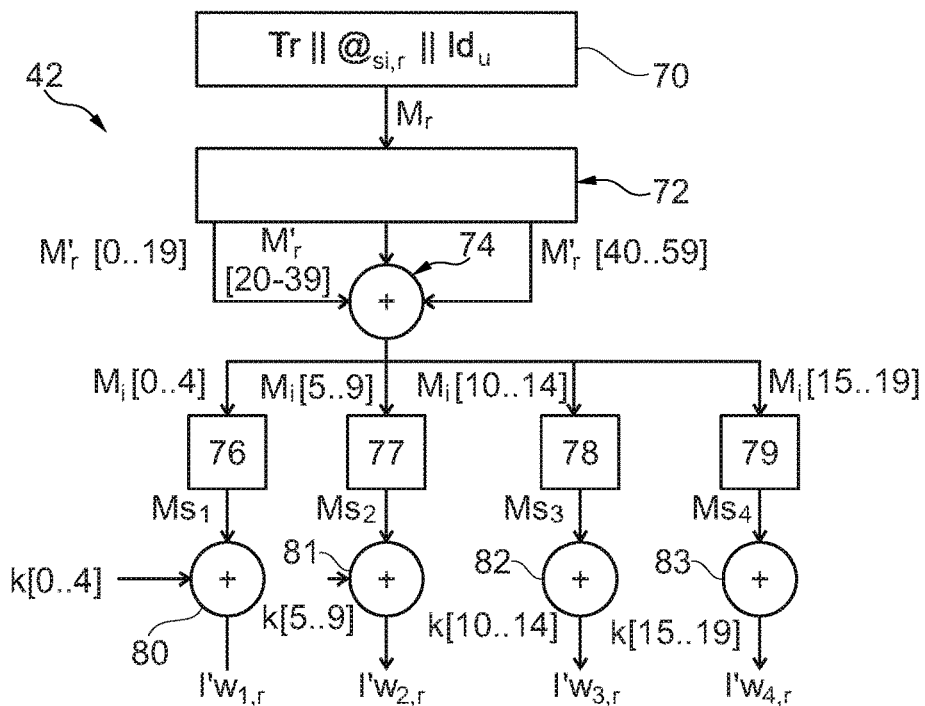 Tr || @si,r || Idu
70
42
Mr
72
M'r [0..19]
M'r
[20-39]
74
M'r [40..59]
+
Mi[0..4]
Mi[5..9]
Mi[10..14]
Mi[15..19]
76
77
78
79
Ms1
Ms2
Ms3
Ms4
81
82
83
+
+
+
+
k[0..4]
k[5..9]
k[10..14]
k[15..19]
80
I'w1,r
I'w2,r
I'w3,r
I'w4,r